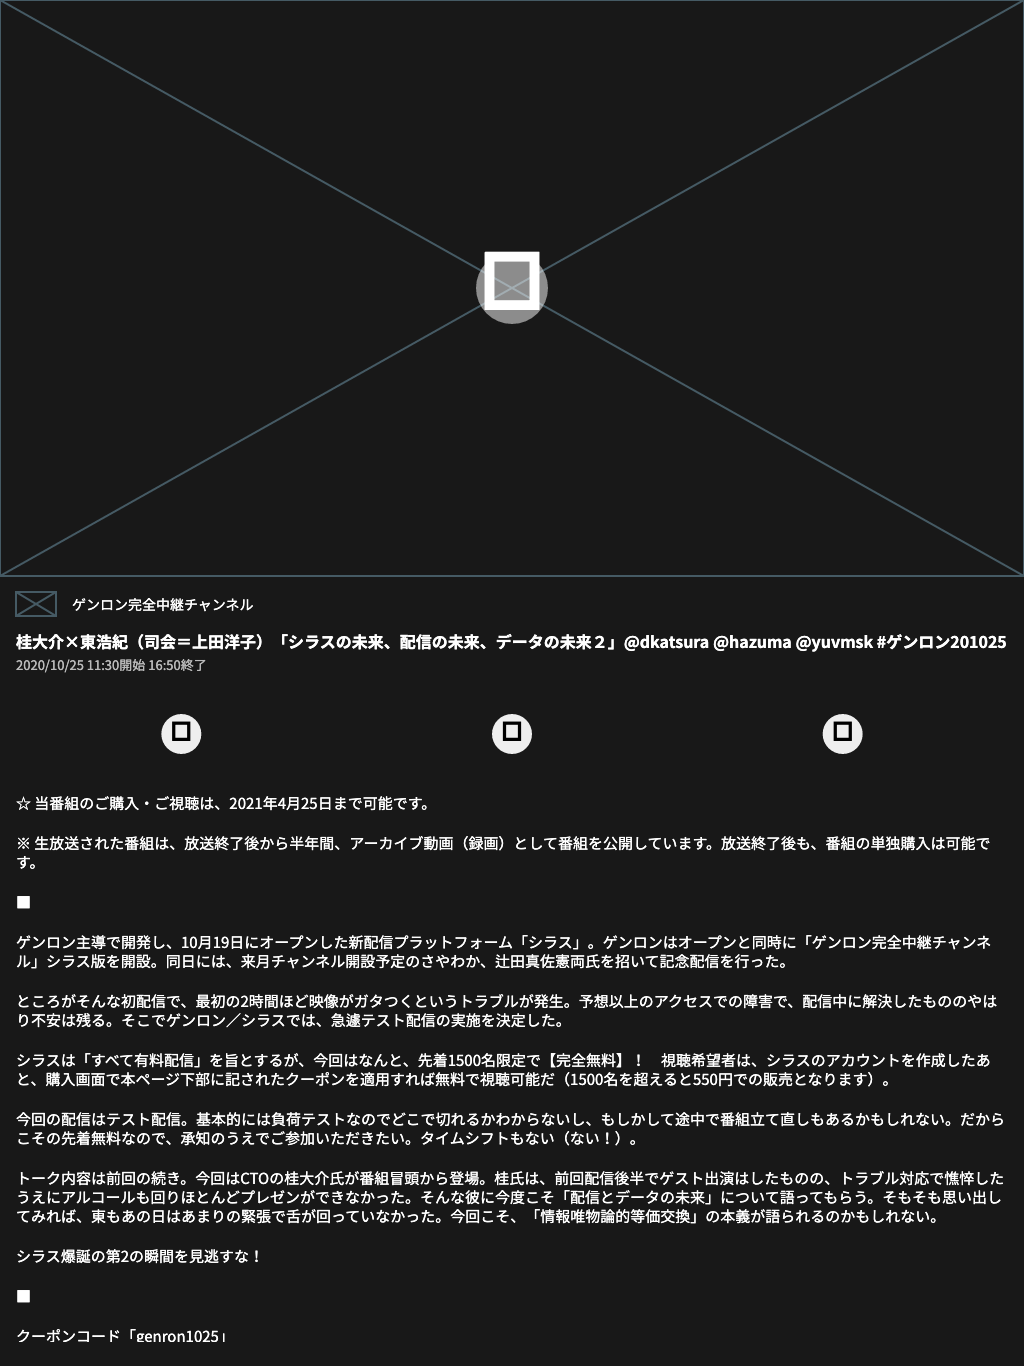 ゲンロン完全中継チャンネル
桂大介×東浩紀（司会＝上田洋子）「シラスの未来、配信の未来、データの未来２」@dkatsura @hazuma @yuvmsk #ゲンロン201025
2020/10/25 11:30開始 16:50終了
☆ 当番組のご購入・ご視聴は、2021年4月25日まで可能です。
※ 生放送された番組は、放送終了後から半年間、アーカイブ動画（録画）として番組を公開しています。放送終了後も、番組の単独購入は可能で
す。
■
ゲンロン主導で開発し、10月19日にオープンした新配信プラットフォーム「シラス」。ゲンロンはオープンと同時に「ゲンロン完全中継チャンネ
ル」シラス版を開設。同日には、来月チャンネル開設予定のさやわか、辻田真佐憲両氏を招いて記念配信を行った。
ところがそんな初配信で、最初の2時間ほど映像がガタつくというトラブルが発生。予想以上のアクセスでの障害で、配信中に解決したもののやは
り不安は残る。そこでゲンロン／シラスでは、急遽テスト配信の実施を決定した。
シラスは「すべて有料配信」を旨とするが、今回はなんと、先着1500名限定で【完全無料】！　視聴希望者は、シラスのアカウントを作成したあ
と、購入画面で本ページ下部に記されたクーポンを適用すれば無料で視聴可能だ（1500名を超えると550円での販売となります）。
今回の配信はテスト配信。基本的には負荷テストなのでどこで切れるかわからないし、もしかして途中で番組立て直しもあるかもしれない。だから
こその先着無料なので、承知のうえでご参加いただきたい。タイムシフトもない（ない！）。
トーク内容は前回の続き。今回はCTOの桂大介氏が番組冒頭から登場。桂氏は、前回配信後半でゲスト出演はしたものの、トラブル対応で憔悴した
うえにアルコールも回りほとんどプレゼンができなかった。そんな彼に今度こそ「配信とデータの未来」について語ってもらう。そもそも思い出し
てみれば、東もあの日はあまりの緊張で舌が回っていなかった。今回こそ、「情報唯物論的等価交換」の本義が語られるのかもしれない。
シラス爆誕の第2の瞬間を見逃すな！
■
クーポンコード「genron1025」